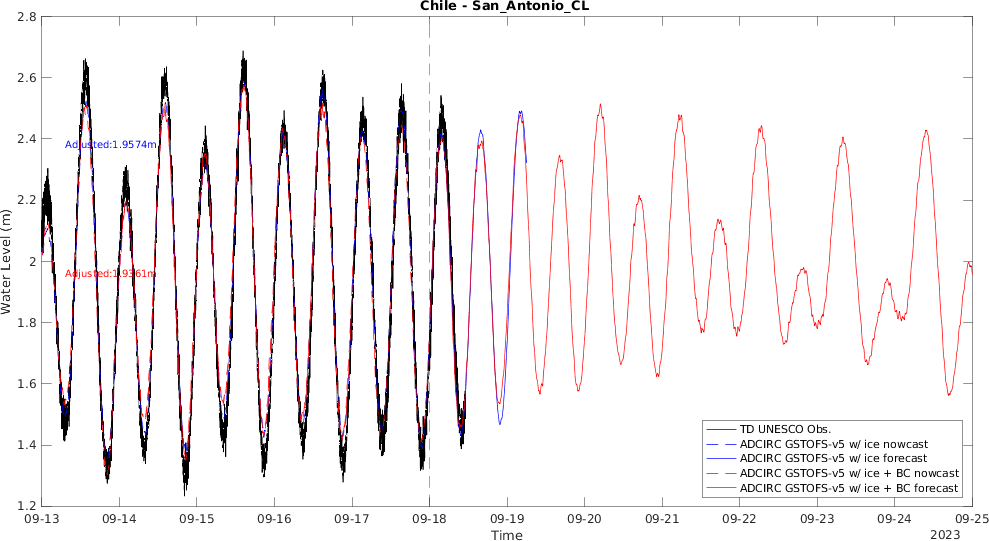 Chile - San_Antonio_CL
2.8
2.6
2.4
2.2
2
1.8
1.6
1.4
1.2
Water Level (m)
Adjusted:1.9574m
Adjusted:1.9361m
TD UNESCO Obs.
ADCIRC GSTOFS-v5 w/ ice nowcast
ADCIRC GSTOFS-v5 w/ ice forecast
ADCIRC GSTOFS-v5 w/ ice + BC nowcast
ADCIRC GSTOFS-v5 w/ ice + BC forecast
09-13 09-14 09-15 09-16 09-17 09-18 09-19 09-20 09-21 09-22 09-23 09-24 09-25
Time
2023